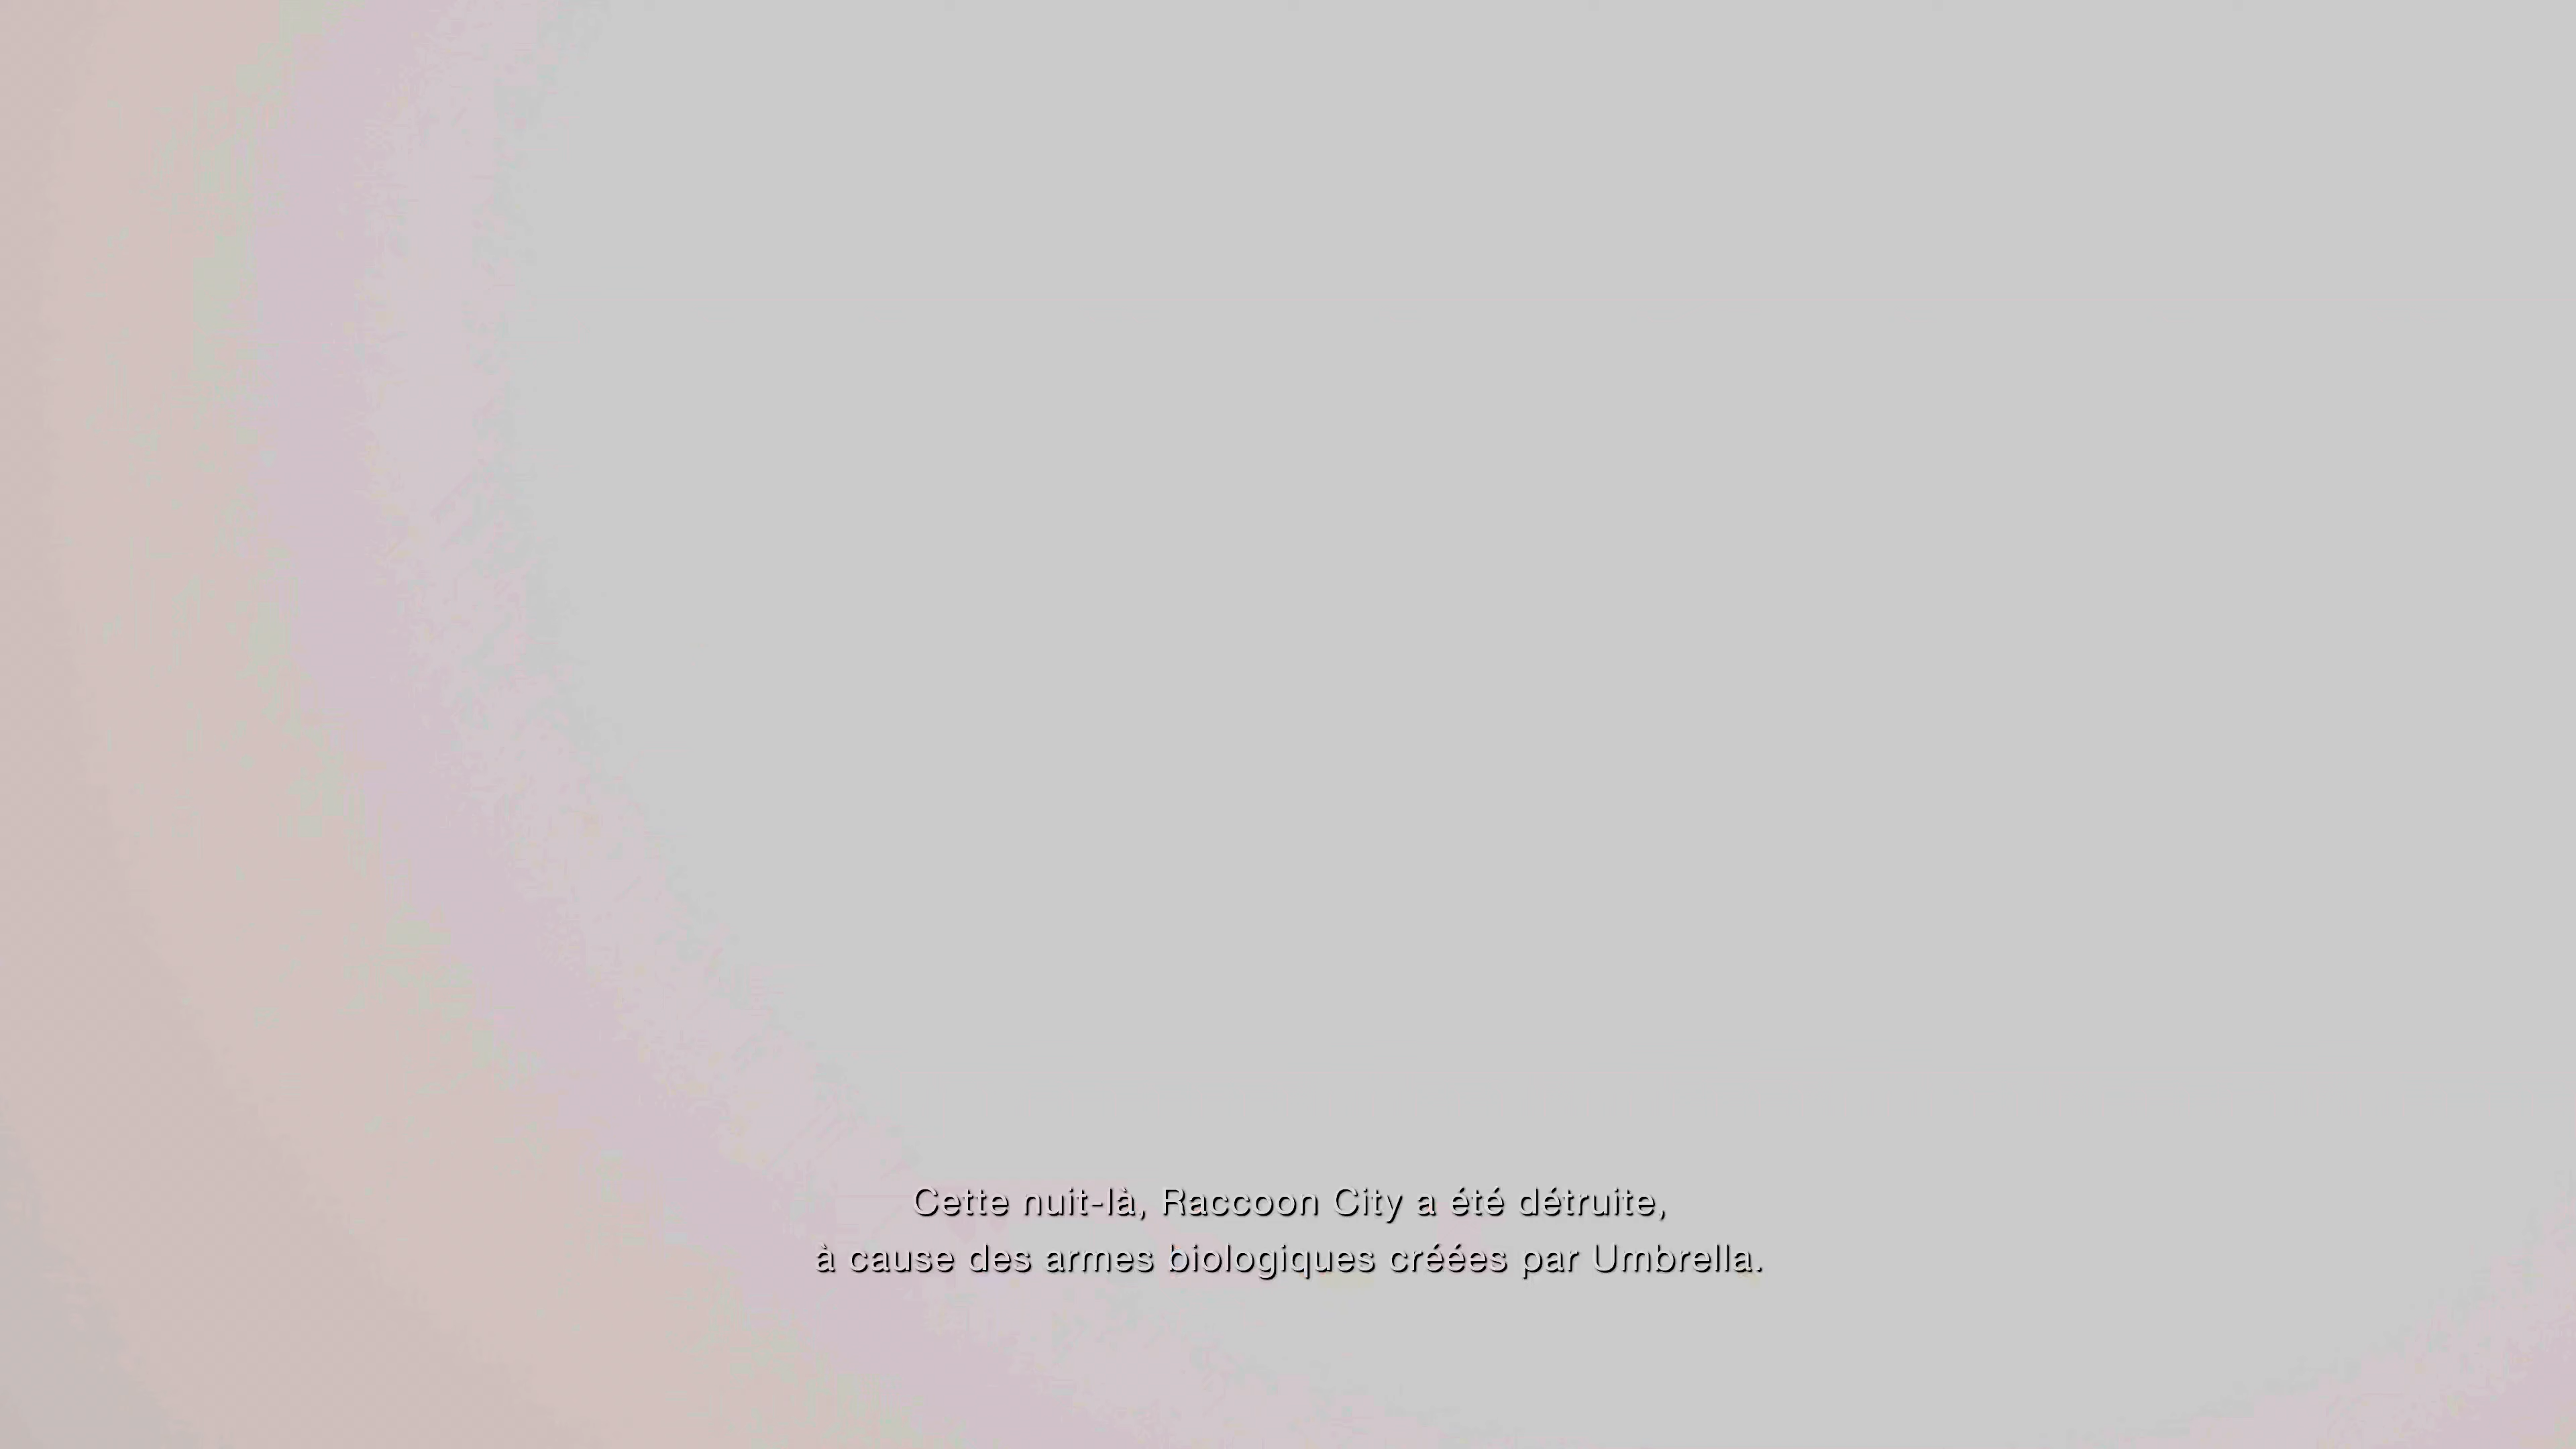 Cette nuit-là, Raccoon City a été détruite,
à cause des armes biologiques créées par Umbrella.